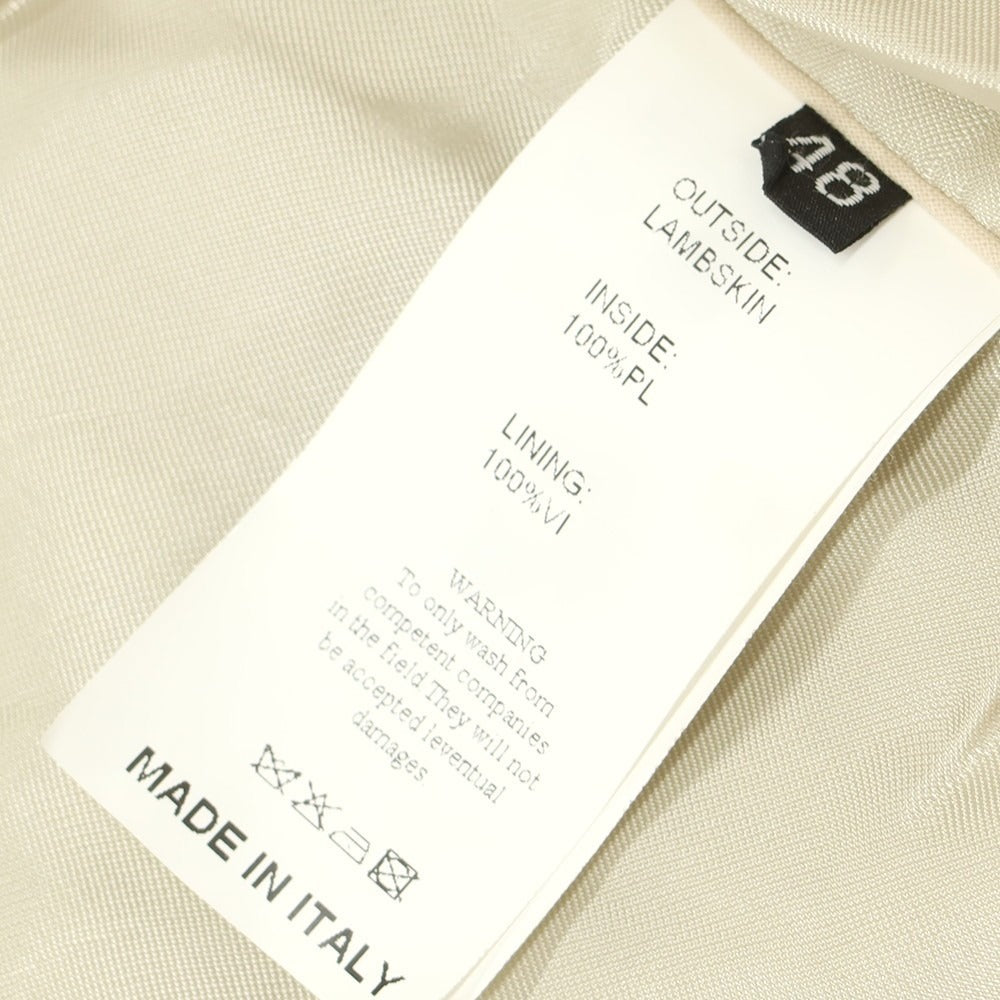 48
OUTSIDE:
LAMBSKIN
INSIDE:
100%PL
LINING:
100%VI
WARNING
To only wash from
competent companies
in the field They will not
be accepted leventual
damages.
MADE IN ITALY